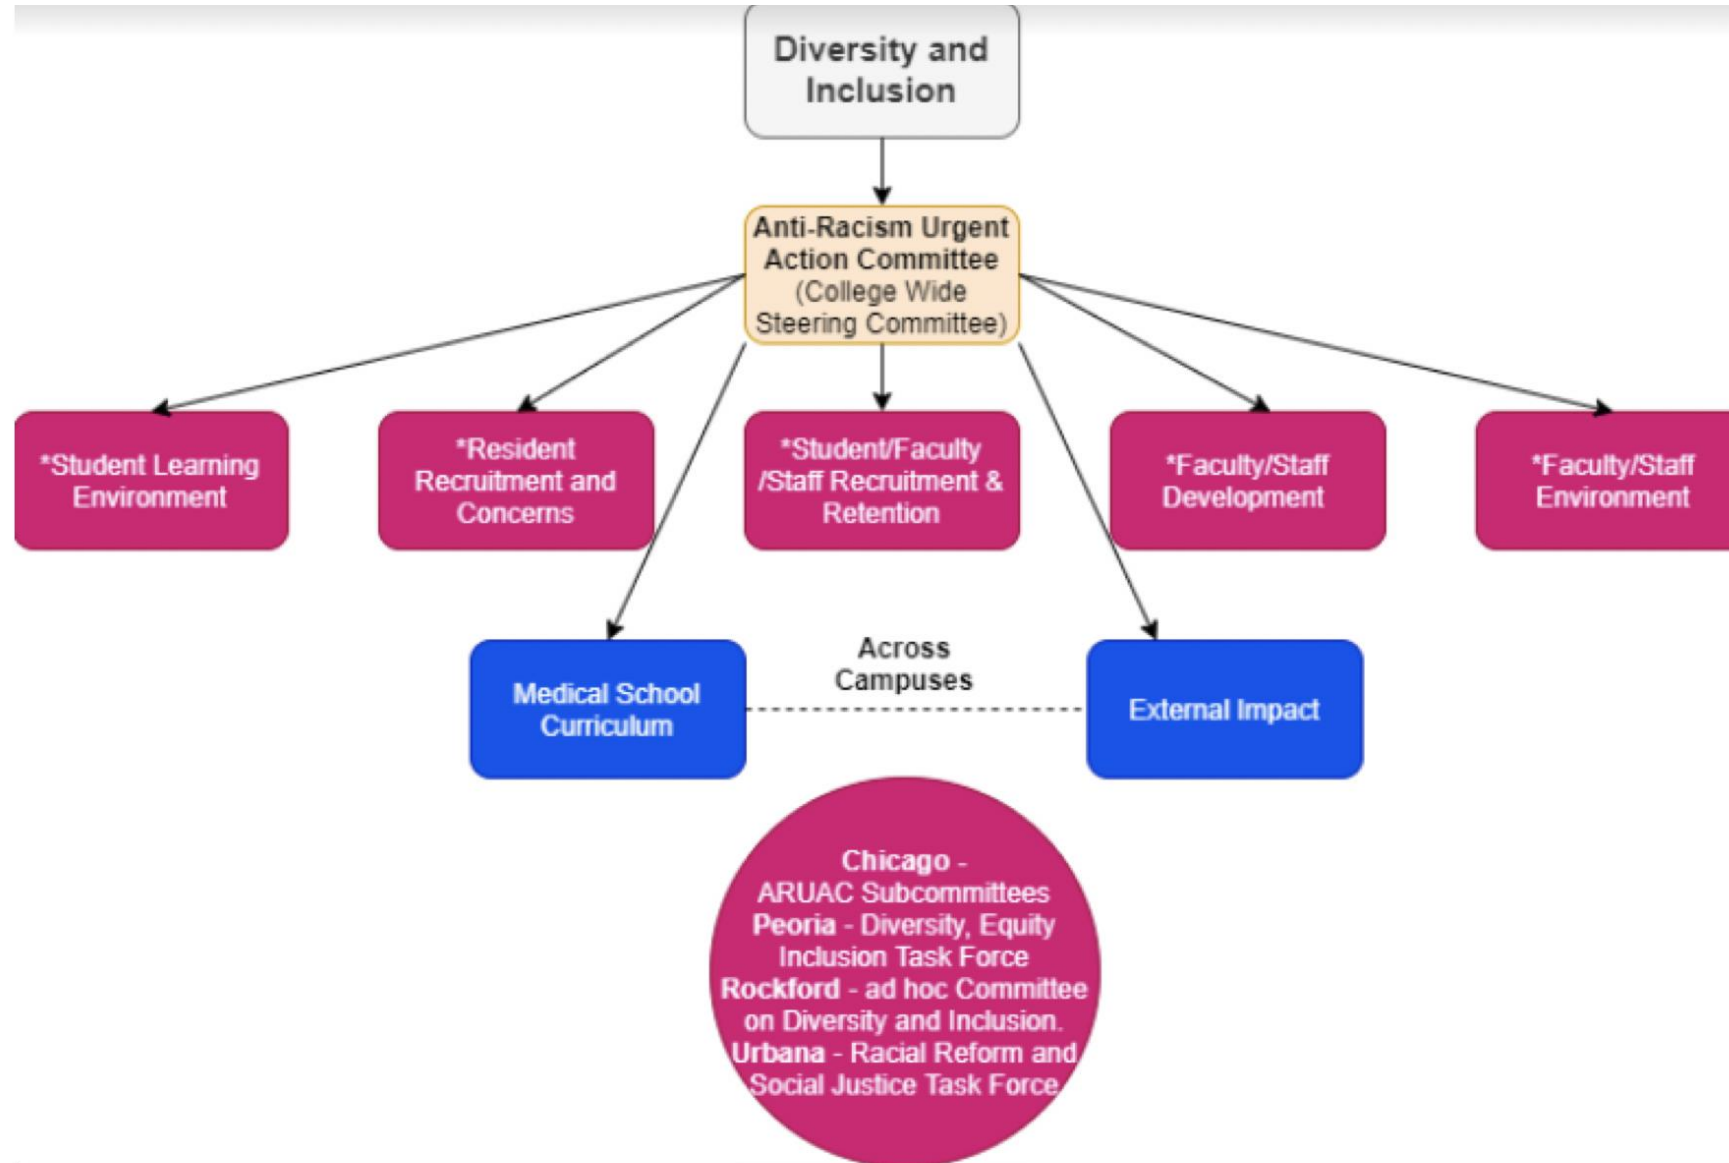 Diversity and
Inclusion
Anti-Racism Urgent
Action Committee
(College Wide
Steering Committee)
*Student Learning
Environment
*Resident
Recruitment and
Concerns
*Student/Faculty
/Staff Recruitment &
Retention
*Faculty/Staff
Development
*Faculty/Staff
Environment
Medical School
Curriculum
Across
Campuses
External Impact
Chicago -
ARUAC Subcommittees
Peoria - Diversity, Equity
Inclusion Task Force
Rockford - ad hoc Committee
on Diversity and Inclusion.
Urbana - Racial Reform and
Social Justice Task Force